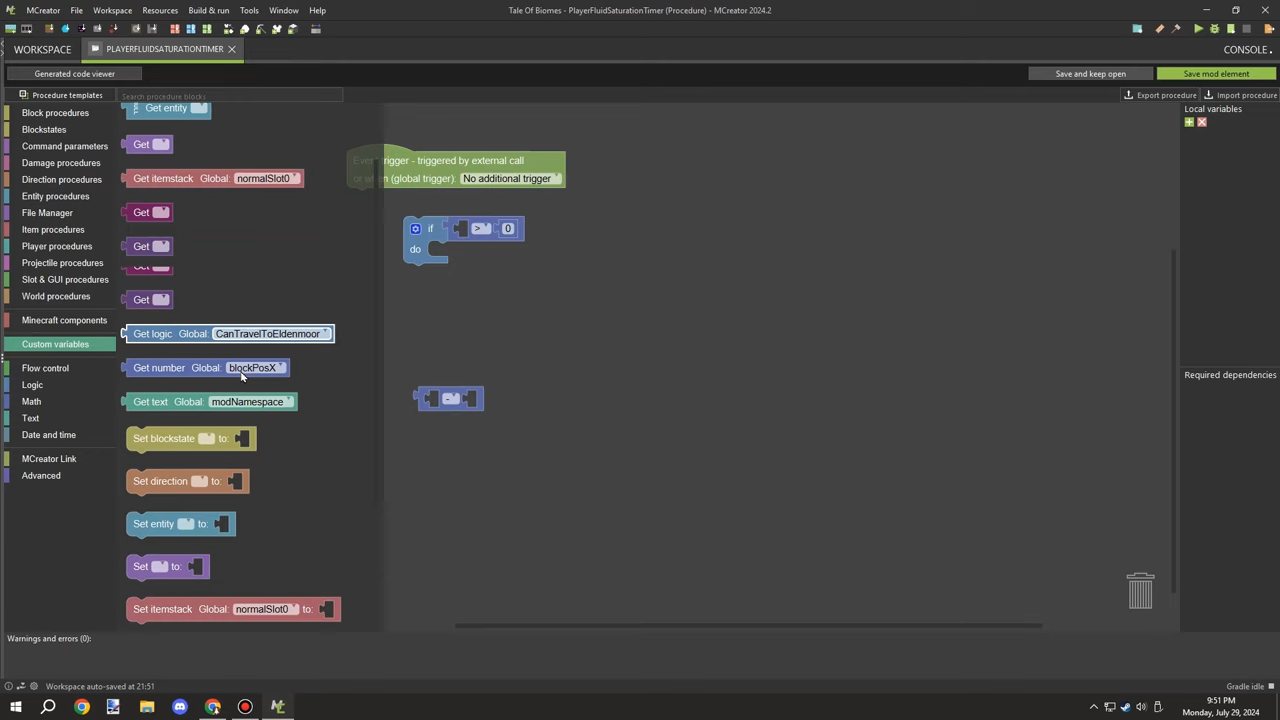 MCreator File Workspace Resources Build & run Tools Window Help
Tale Of Biomes - PlayerFluidSaturationTimer (Procedure) - MCreator 2024.2
WORKSPACE
PLAYERFLUIDSATURATIONTIMER
CONSOLE
Generated code viewer
Save and keep open
Save mod element
Procedure templates
Search procedure blocks
Export procedure
Import procedure
Block procedures
Blockstates
Command parameters
Damage procedures
Direction procedures
Entity procedures
File Manager
Item procedures
Player procedures
Projectile procedures
Slot & GUI procedures
World procedures
Minecraft components
Custom variables
Flow control
Logic
Math
Text
Date and time
MCreator Link
Advanced
Get entity
Get
Get itemstack Global: normalSlot0
Get
Get
Get
Get
Get logic Global: CanTravelToEldenmoor
Get number Global: blockPosX
Get text Global: modNamespace
Set blockstate to:
Set direction to:
Set entity to:
Set to:
Set itemstack Global: normalSlot0 to:
trigger - triggered by external call
(global trigger): No additional trigger
if > 0
do
-
Local variables
Required dependencies
Warnings and errors (0):
Workspace auto-saved at 21:51
Gradle idle
9:51 PM
Monday, July 29, 2024